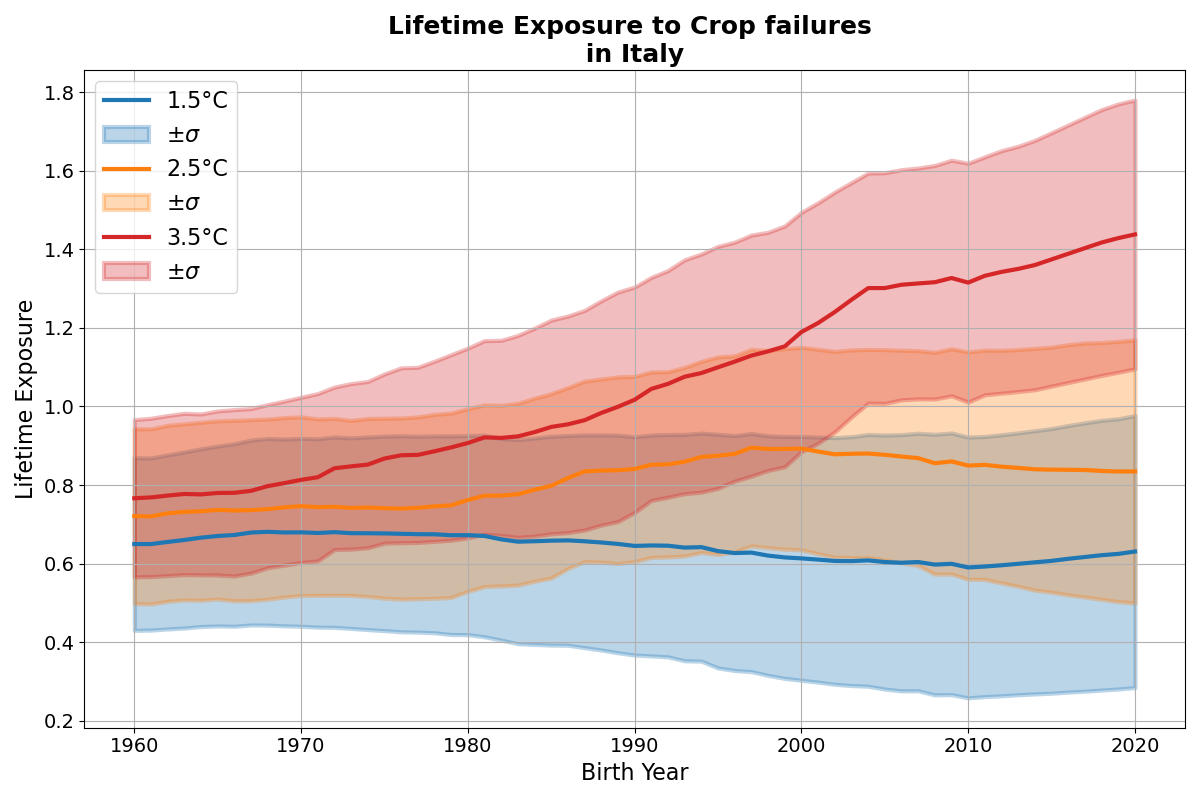 Lifetime Exposure to Crop failures
in Italy
1.5°C
±σ
2.5°C
±σ
3.5°C
±σ
Lifetime Exposure
1.8
1.6
1.4
1.2
1.0
0.8
0.6
0.4
0.2
1960 1970 1980 1990 2000 2010 2020
Birth Year